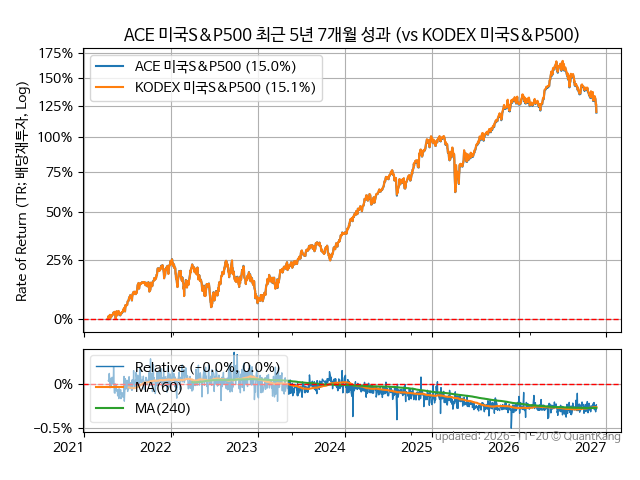 ACE 미국S&P500 최근 5년 7개월 성과 (vs KODEX 미국S&P500)
Rate of Return (TR: 배당재투자, Log)
175%
150%
125%
100%
75%
50%
25%
0%
ACE 미국S&P500 (15.0%)
KODEX 미국S&P500 (15.1%)
0%
−0.5%
Relative (−0.0%, 0.0%)
MA(60)
MA(240)
updated: 2026-11-20 © QuantKang
2021
2022
2023
2024
2025
2026
2027